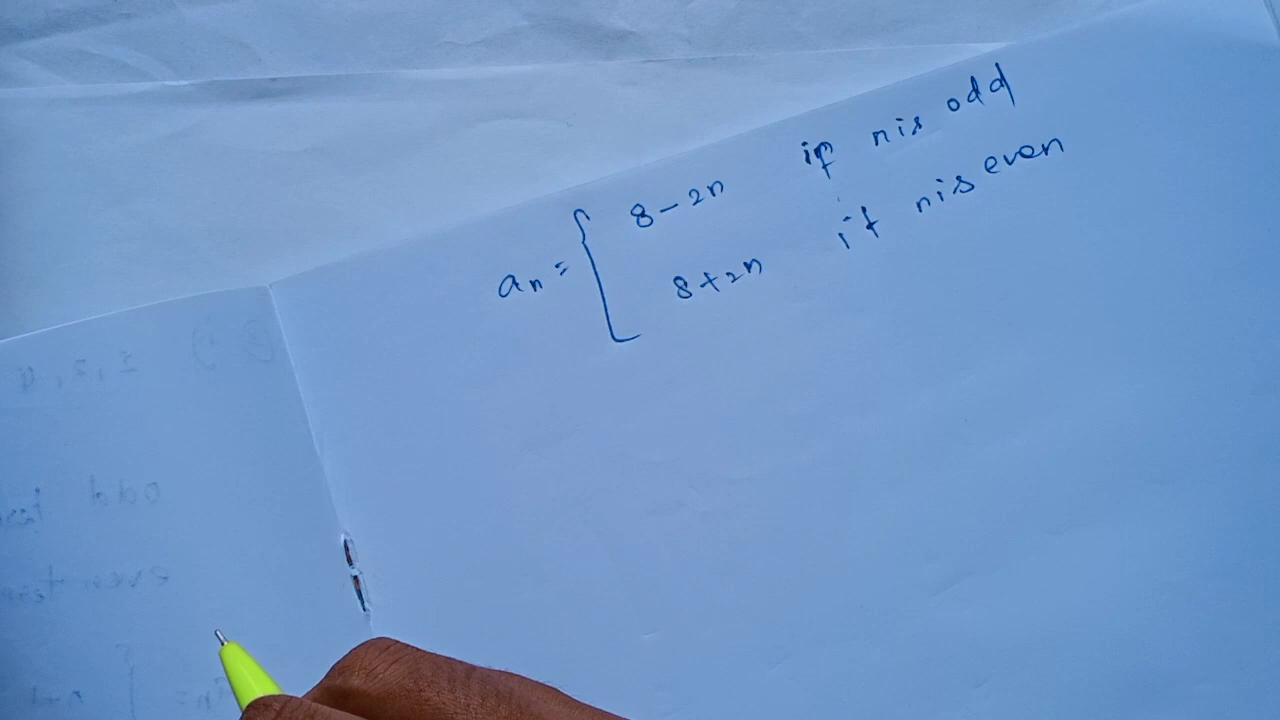 8-2n if n is odd
an = {
8+2n if n is even